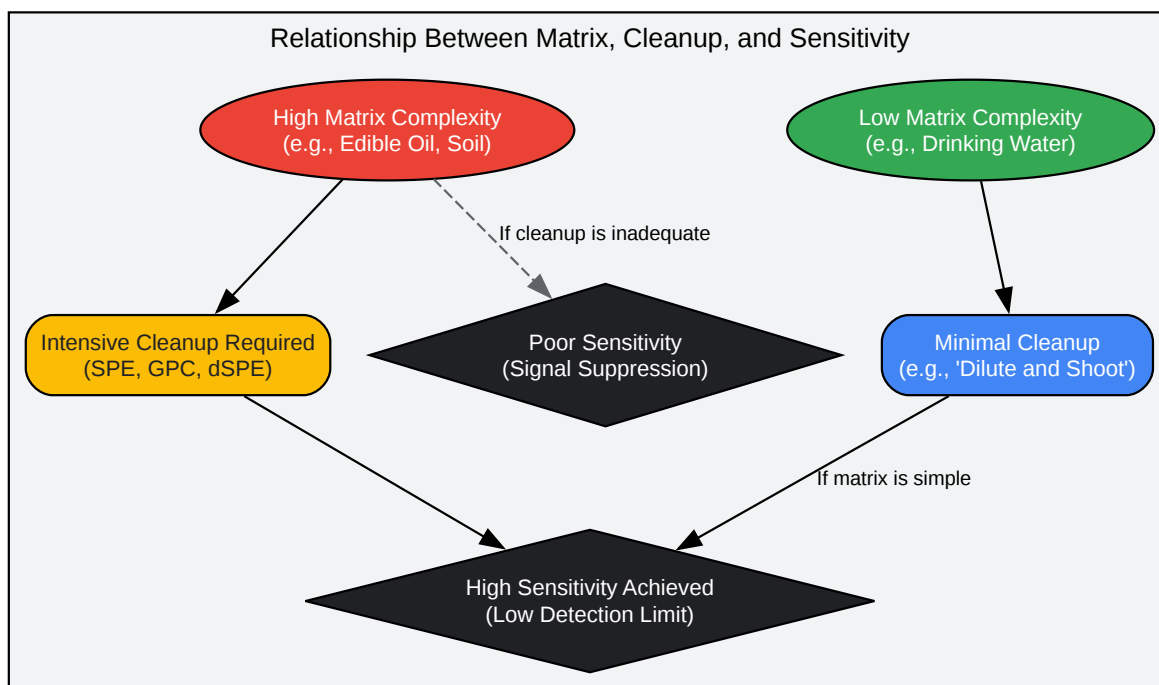 Relationship Between Matrix, Cleanup, and Sensitivity
High Matrix Complexity
(e.g., Edible Oil, Soil)
Low Matrix Complexity
(e.g., Drinking Water)
If cleanup is inadequate
Intensive Cleanup Required
(SPE, GPC, dSPE)
Poor Sensitivity
(Signal Suppression)
Minimal Cleanup
(e.g., 'Dilute and Shoot')
If matrix is simple
High Sensitivity Achieved
(Low Detection Limit)